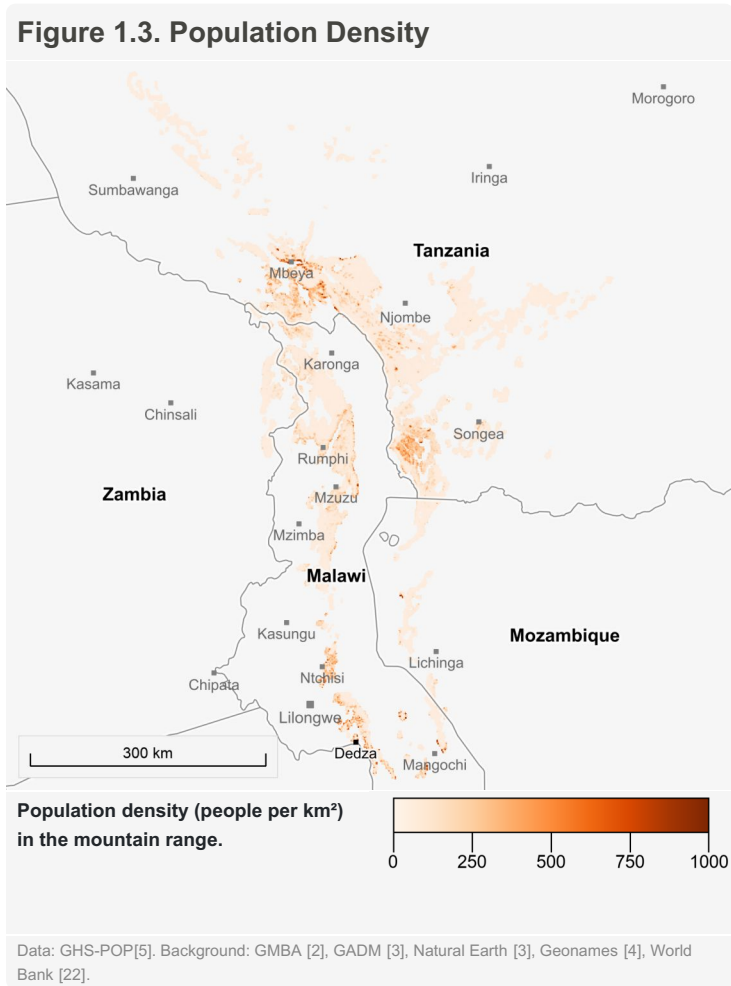 Figure 1.3. Population Density
Morogoro
Iringa
Sumbawanga
Tanzania
Mbeya
Njombe
Karonga
Kasama
Chinsali
Songea
Rumphi
Zambia
Mzuzu
Mzimba
Malawi
Kasungu
Mozambique
Lichinga
Ntchisi
Chipata
Lilongwe
300 km
Dedza
Mangochi
Population density (people per km²)
in the mountain range.
0 250 500 750 1000
Data: GHS-POP[5]. Background: GMBA [2], GADM [3], Natural Earth [3], Geonames [4], World
Bank [22].